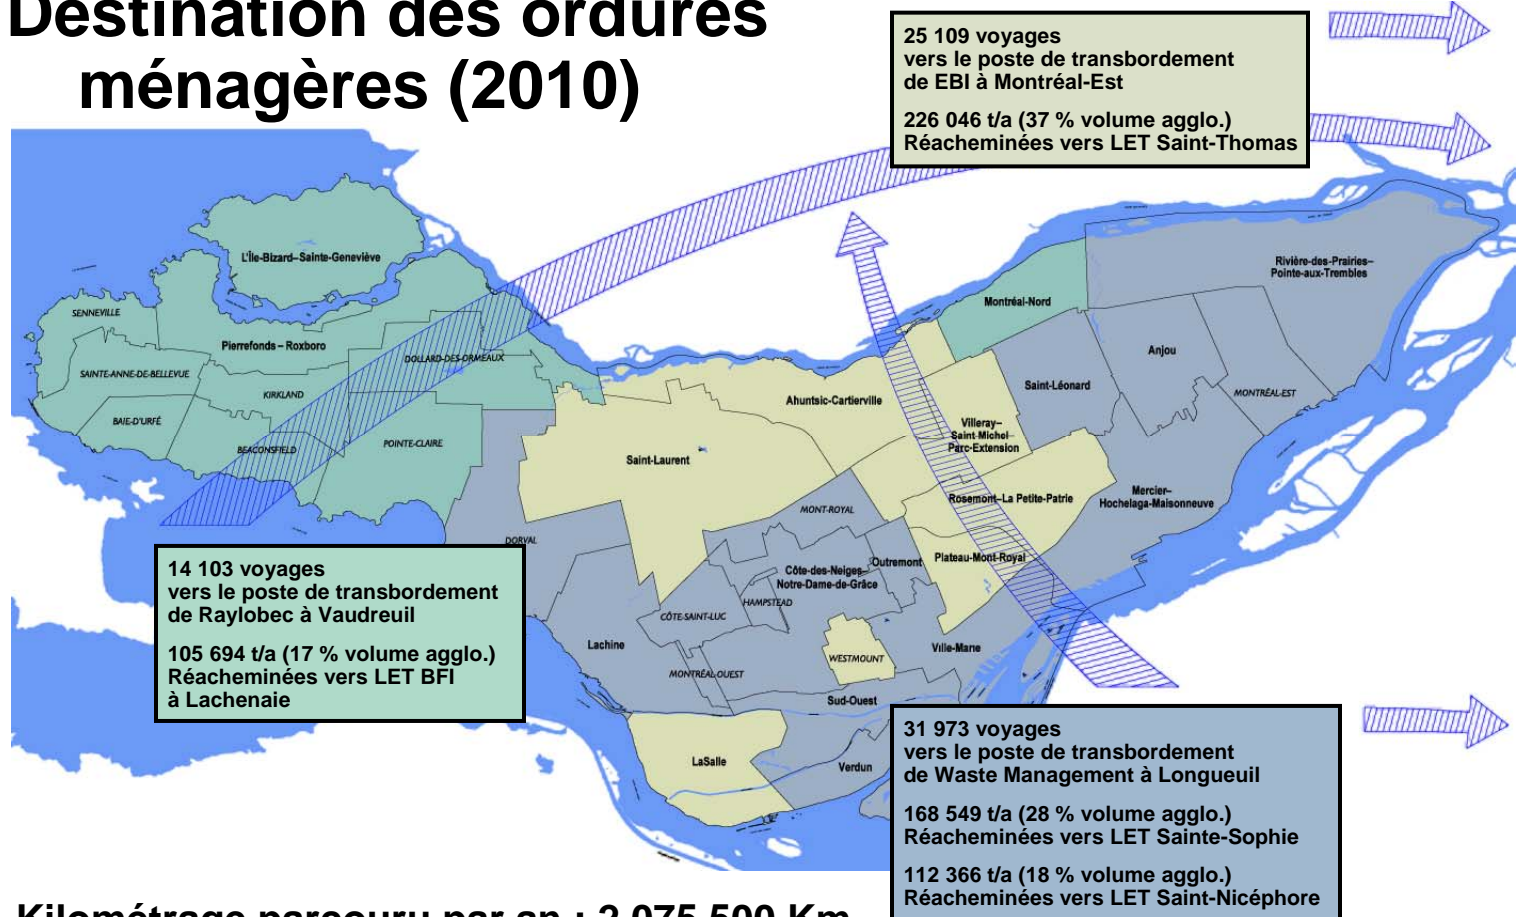 Destination des ordures
ménagères (2010)
25 109 voyages
vers le poste de transbordement
de EBI à Montréal-Est
226 046 t/a (37 % volume agglo.)
Réacheminées vers LET Saint-Thomas
L'Île-Bizard–Sainte-Geneviève
Rivière-des-Prairies–
Pointe-aux-Trembles
Montréal-Nord
SENNEVILLE
Pierrefonds – Roxboro
DOLLARD-DES-ORMEAUX
Anjou
SAINTE-ANNE-DE-BELLEVUE
KIRKLAND
Saint-Léonard
MONTRÉAL-EST
Ahuntsic-Cartierville
BAIE-D'URFÉ
BEACONSFIELD
POINTE-CLAIRE
Villeray–
Saint-Michel–
Parc-Extension
Saint-Laurent
Rosemont–La Petite-Patrie
Mercier–
Hochelaga-Maisonneuve
MONT-ROYAL
DORVAL
Outremont
Plateau-Mont-Royal
Côte-des-Neiges–
Notre-Dame-de-Grâce
HAMPSTEAD
CÔTE-SAINT-LUC
Lachine
Ville-Marie
WESTMOUNT
MONTRÉAL-OUEST
Sud-Ouest
LaSalle
Verdun
14 103 voyages
vers le poste de transbordement
de Raylobec à Vaudreuil
105 694 t/a (17 % volume agglo.)
Réacheminées vers LET BFI
à Lachenaie
31 973 voyages
vers le poste de transbordement
de Waste Management à Longueuil
168 549 t/a (28 % volume agglo.)
Réacheminées vers LET Sainte-Sophie
112 366 t/a (18 % volume agglo.)
Réacheminées vers LET Saint-Nicéphore
Kilométrage parcouru par an : 2 075 500 Km